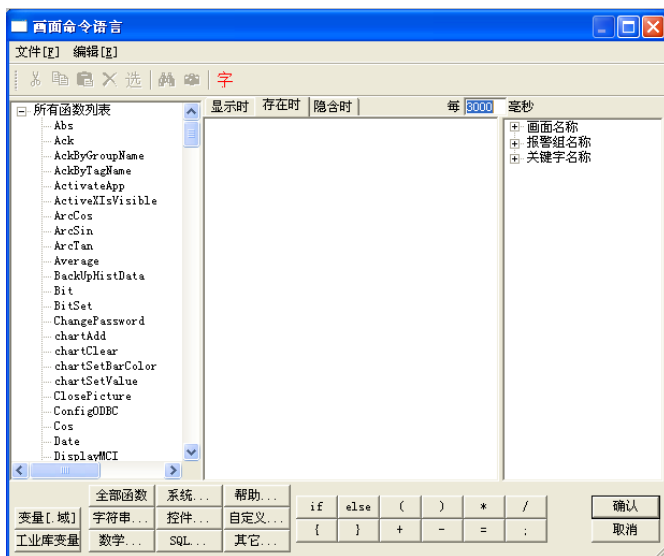 画面命令语言
文件[F] 编辑[E]
选 字
显示时 存在时 隐含时 每 3000 毫秒
所有函数列表
Abs
Ack
AckByGroupName
AckByTagName
ActivateApp
ActiveXIsVisible
ArcCos
ArcSin
ArcTan
Average
BackUpHistData
Bit
BitSet
ChangePassword
chartAdd
chartClear
chartSetBarColor
chartSetValue
ClosePicture
ConfigODBC
Cos
Date
DisplayMCI
画面名称
报警组名称
关键字名称
全部函数 系统... 帮助...
变量[.域] 字符串... 控件... 自定义...
工业库变量 数学... SQL... 其它...
if else ( ) * /
{ } + - = ;
确认
取消